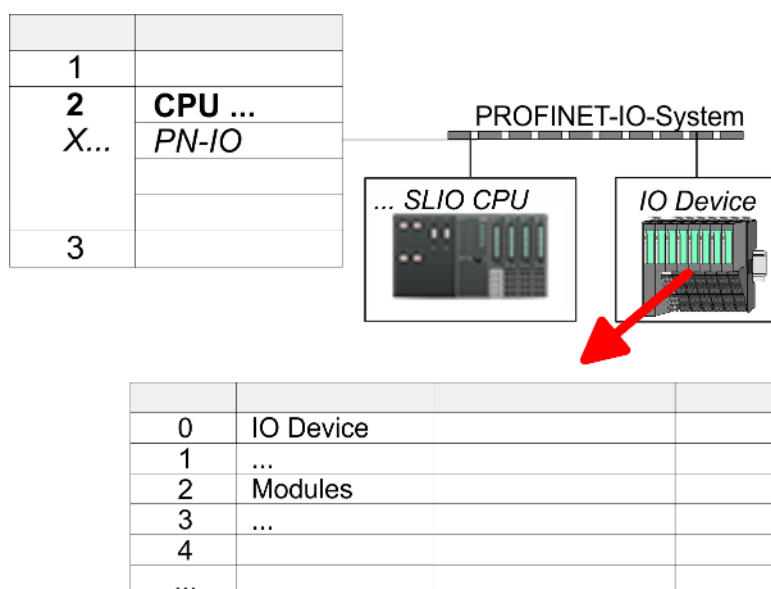 1
2 CPU ...
X... PN-IO
3
PROFINET-IO-System
... SLIO CPU
IO Device
0 IO Device
1 ...
2 Modules
3 ...
4
...